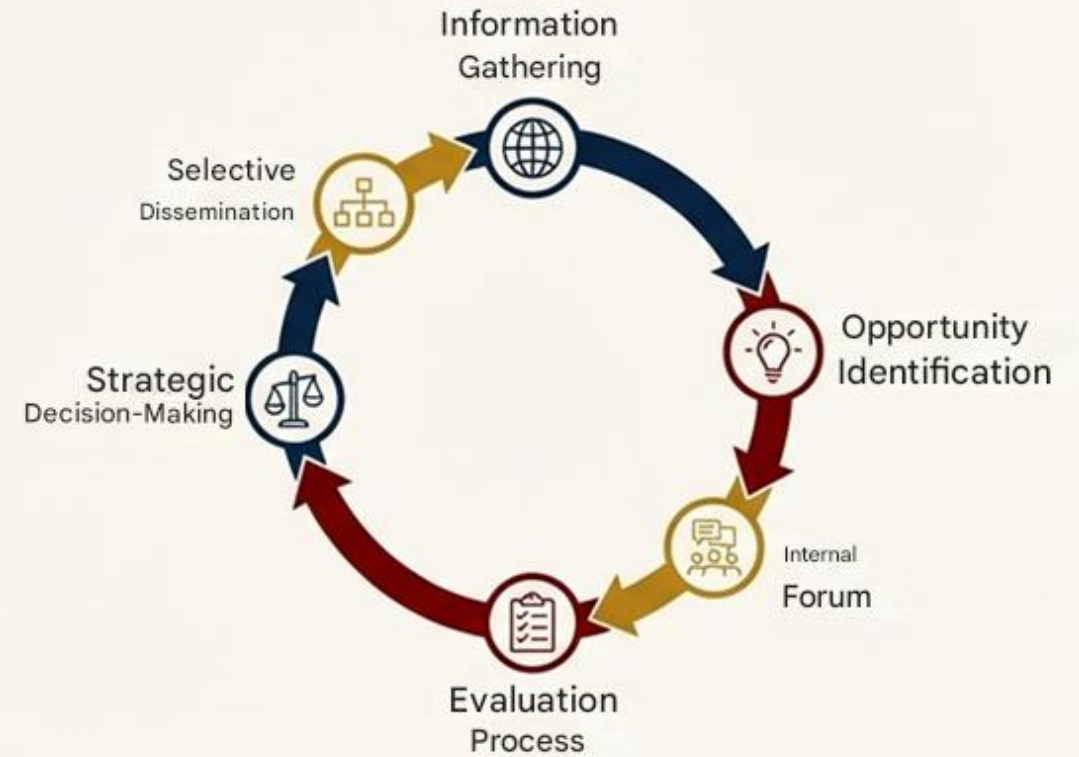 Information
Gathering
Opportunity
Identification
Internal
Forum
Evaluation
Process
Strategic
Decision-Making
Selective
Dissemination